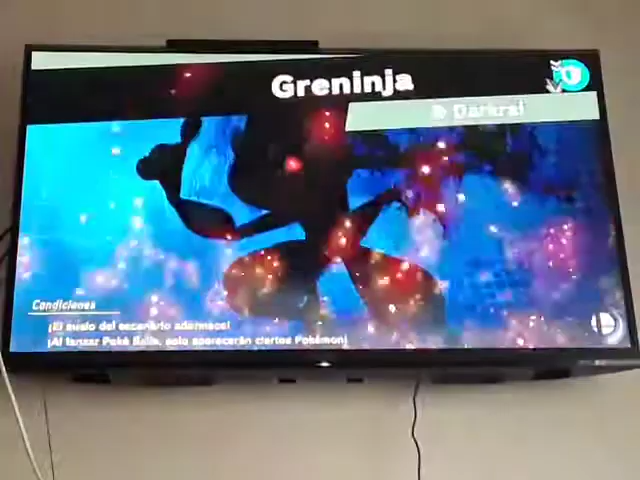 Greninja
Darkrai
Condiciones
¡El suelo del escenario adormece!
¡Al lanzar Poké Balls, solo aparecerán ciertos Pokémon!